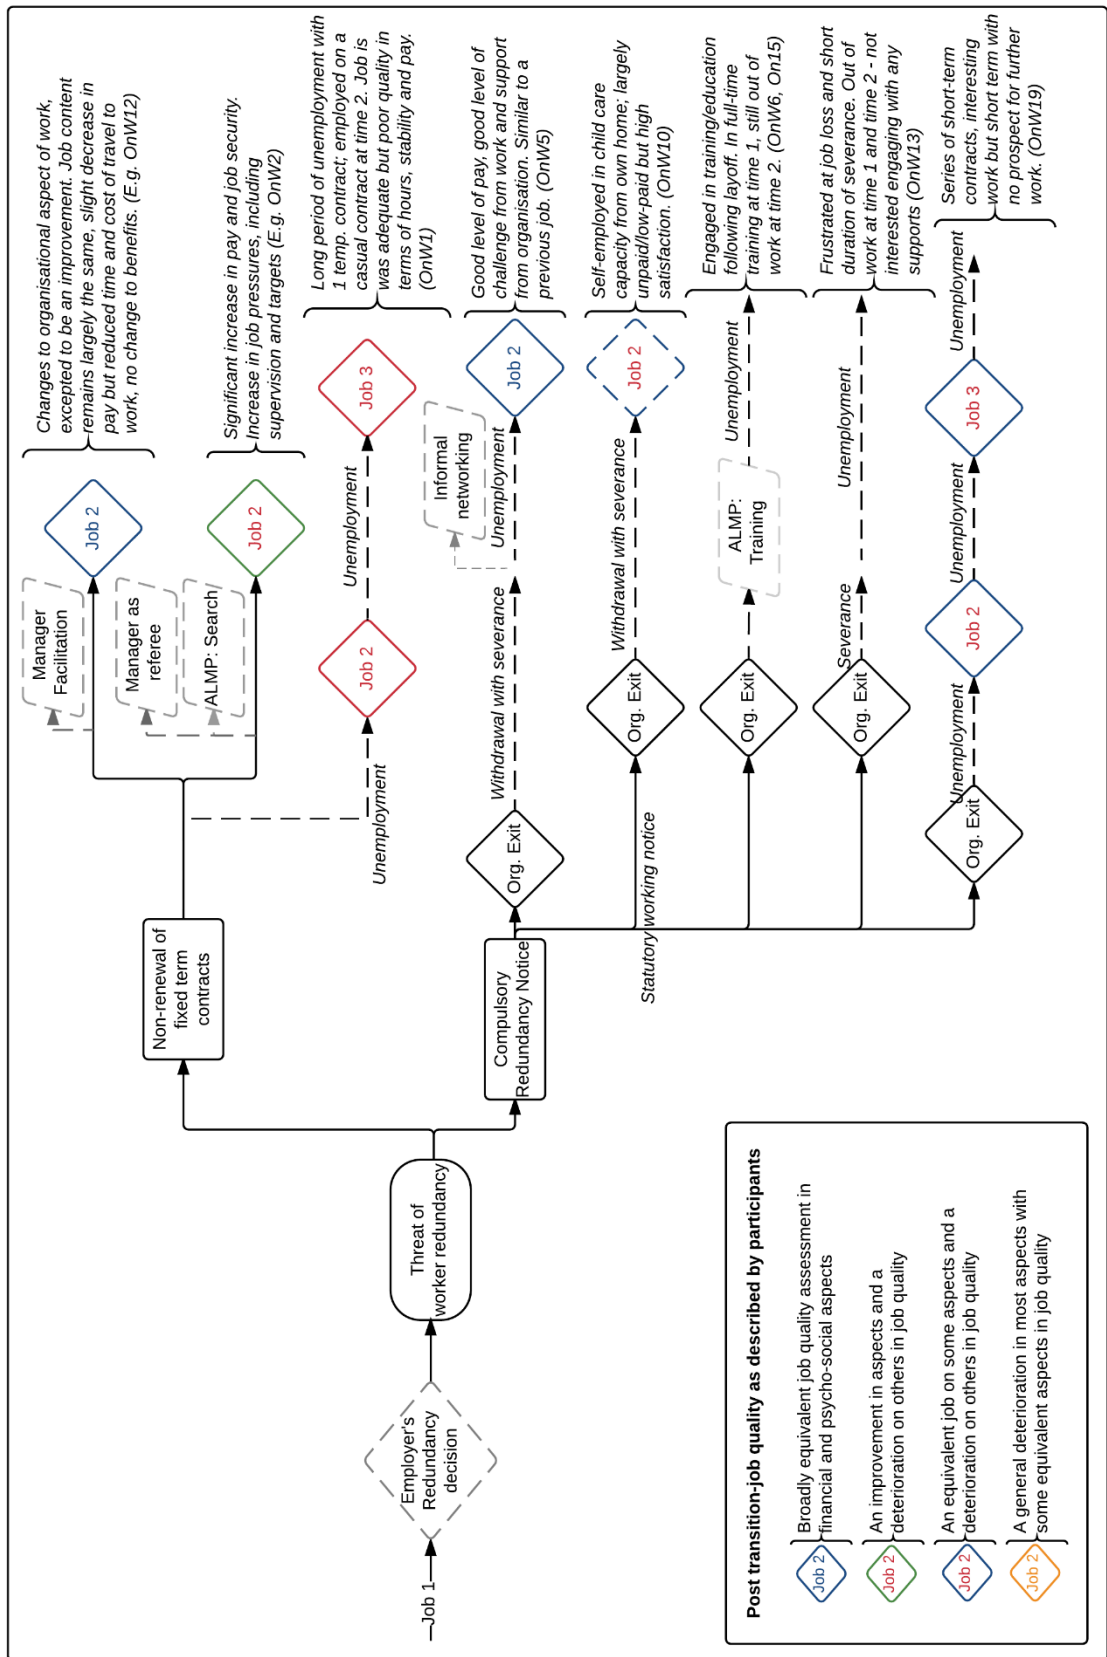 Job 1
Employer's
Redundancy
decision
Threat of
worker redundancy
Non-renewal of
fixed term
contracts
Manager
Facilitation
Job 2
Changes to organisational aspect of work,
excepted to be an improvement. Job content
remains largely the same, slight decrease in
pay but reduced time and cost of travel to
work, no change to benefits. (E.g. OnW12)
Manager as
referee
ALMP: Search
Job 2
Significant increase in pay and job security.
Increase in job pressures, including
supervision and targets (E.g. OnW2)
Unemployment
Job 2
Unemployment
Job 3
Long period of unemployment with
1 temp. contract; employed on a
casual contract at time 2. Job is
was adequate but poor quality in
terms of hours, stability and pay.
(OnW1)
Compulsory
Redundancy Notice
Org. Exit
Withdrawal with severance
Informal
networking
Unemployment
Job 2
Good level of pay, good level of
challenge from work and support
from organisation. Similar to a
previous job. (OnW5)
Statutory working notice
Org. Exit
Withdrawal with severance
Job 2
Self-employed in child care
capacity from own home; largely
unpaid/low-paid but high
satisfaction. (OnW10)
Org. Exit
ALMP:
Training
Unemployment
Engaged in training/education
following layoff. In full-time
training at time 1, still out of
work at time 2. (OnW6, On15)
Org. Exit
Severance
Unemployment
Frustrated at job loss and short
duration of severance. Out of
work at time 1 and time 2 - not
interested engaging with any
supports (OnW13)
Org. Exit
Unemployment
Job 2
Unemployment
Job 3
Unemployment
Series of short-term
contracts, interesting
work but short term with
no prospect for further
work. (OnW19)
Post transition-job quality as described by participants
Job 2
Broadly equivalent job quality assessment in
financial and psycho-social aspects
Job 2
An improvement in aspects and a
deterioration on others in job quality
Job 2
An equivalent job on some aspects and a
deterioration on others in job quality
Job 2
A general deterioration in most aspects with
some equivalent aspects in job quality